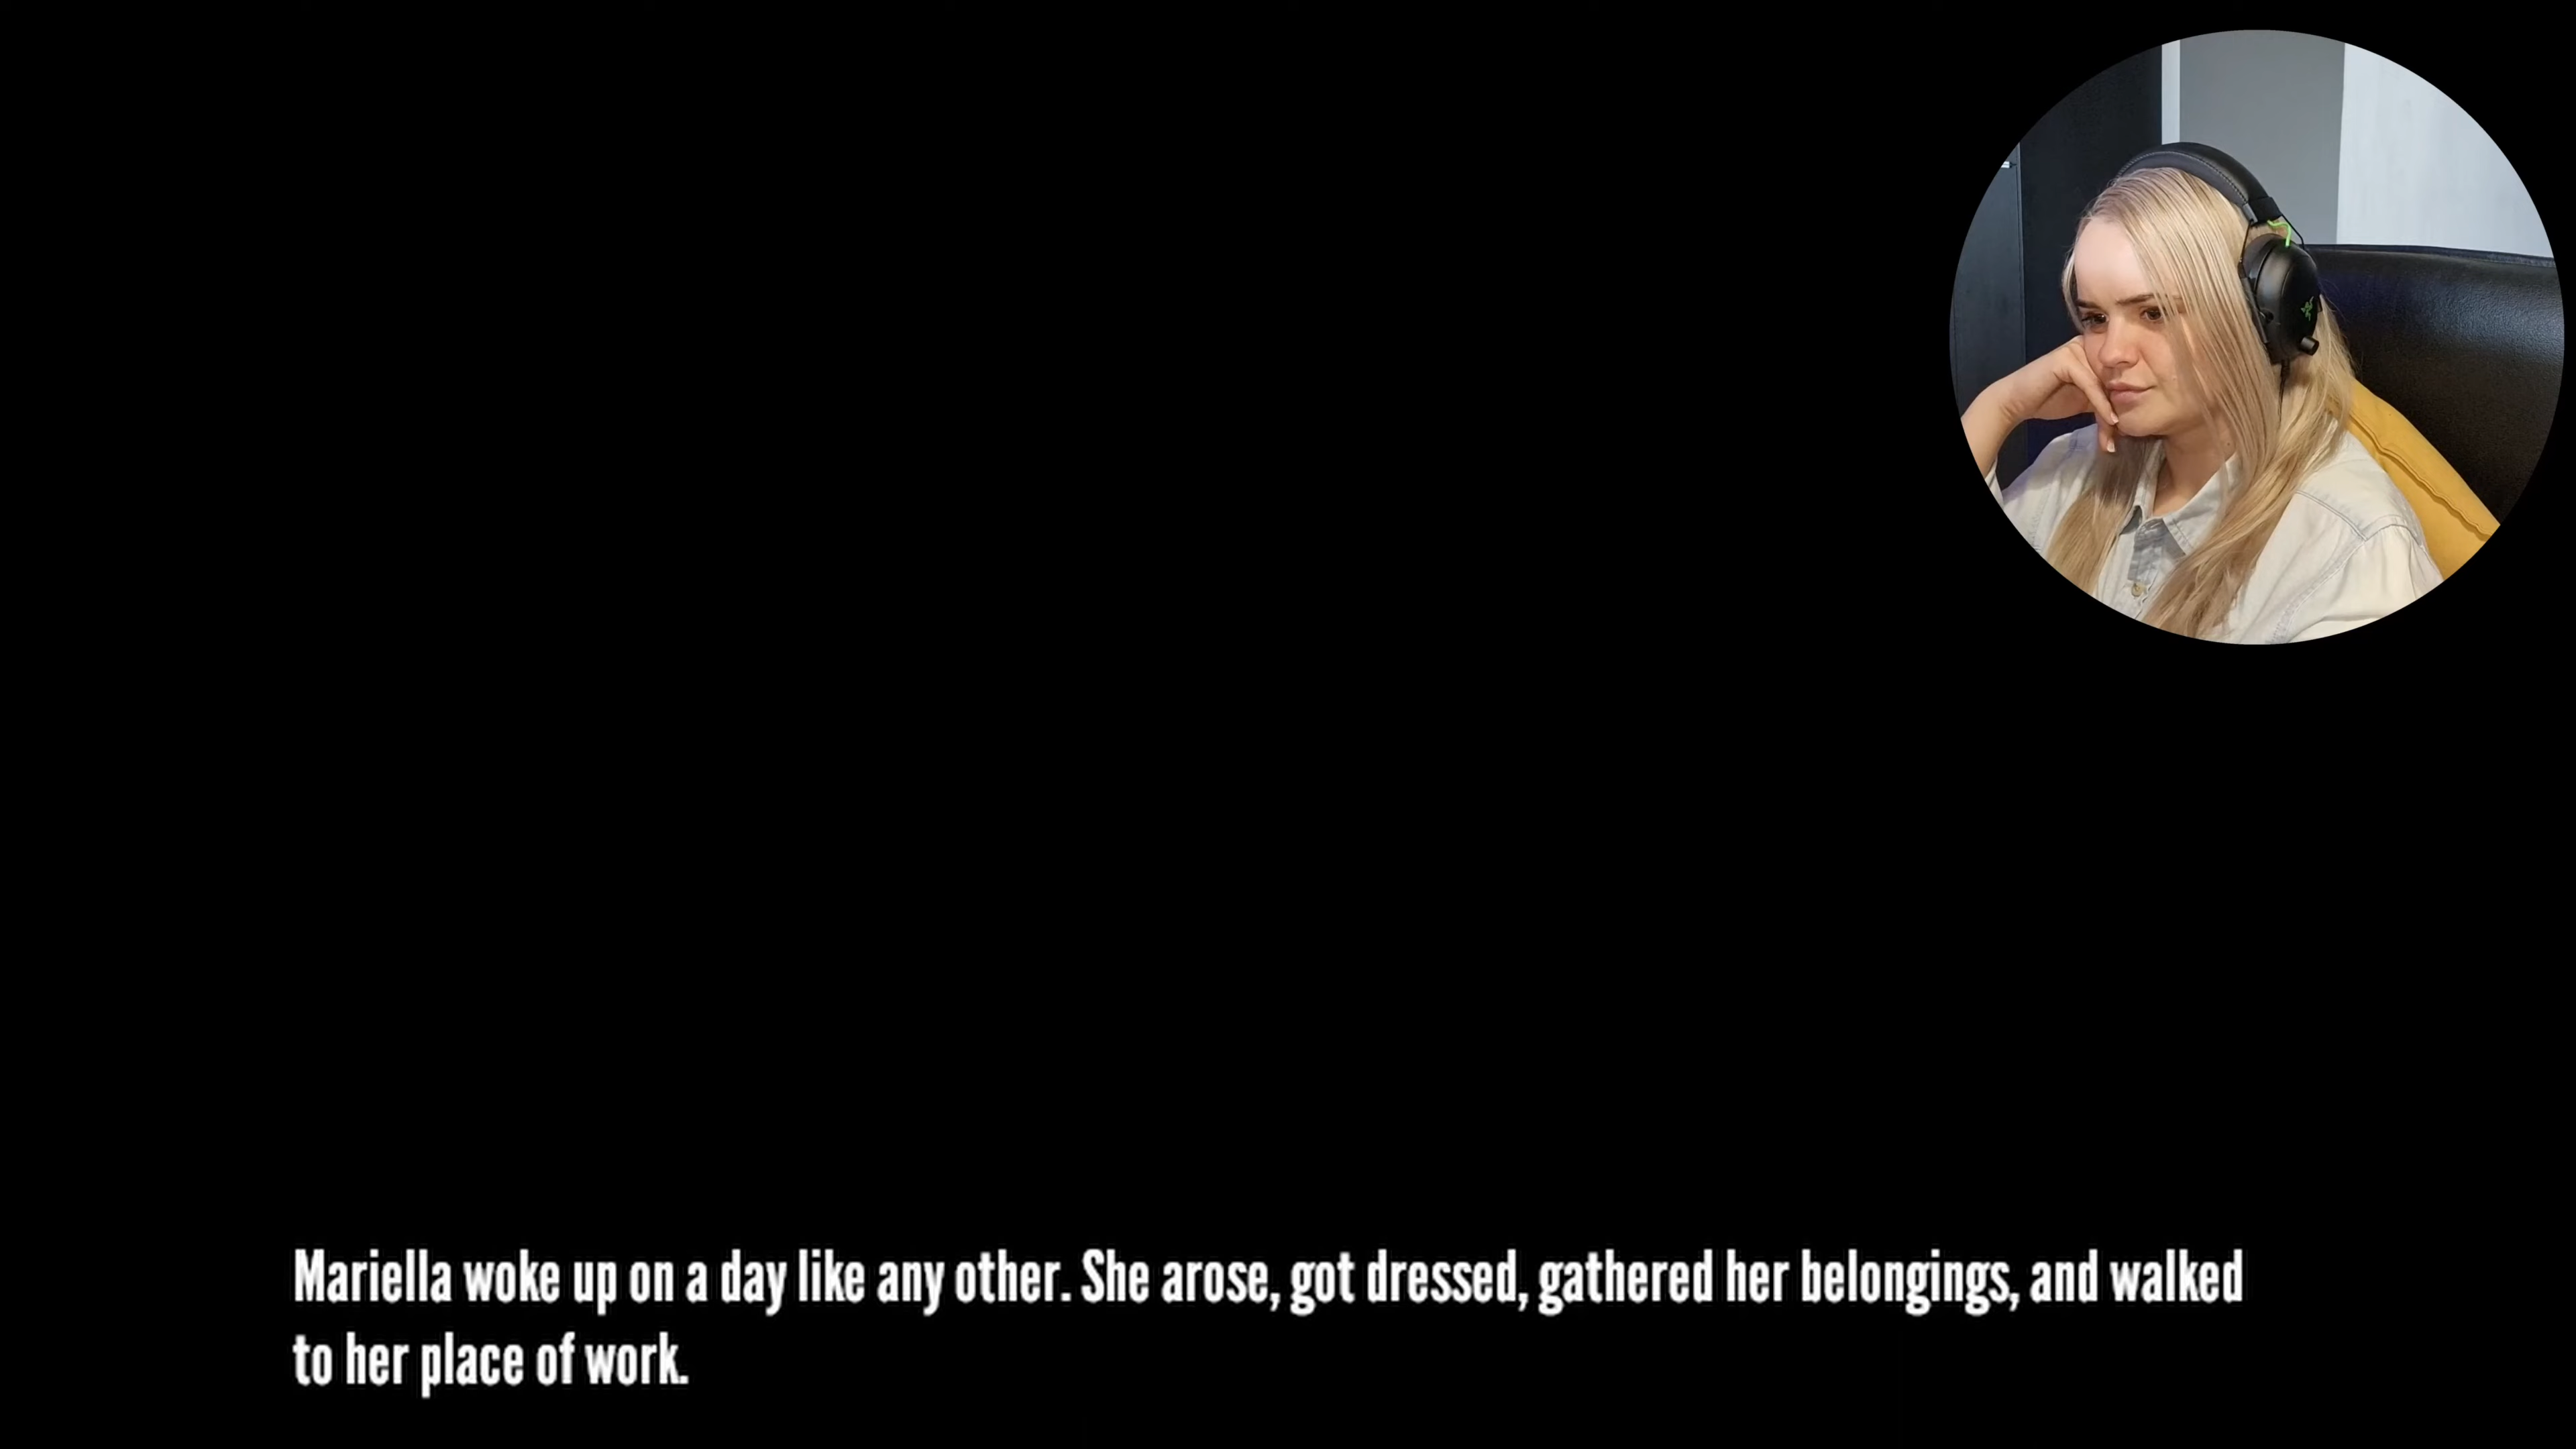 Mariella woke up on a day like any other. She arose, got dressed, gathered her belongings, and walked
to her place of work.